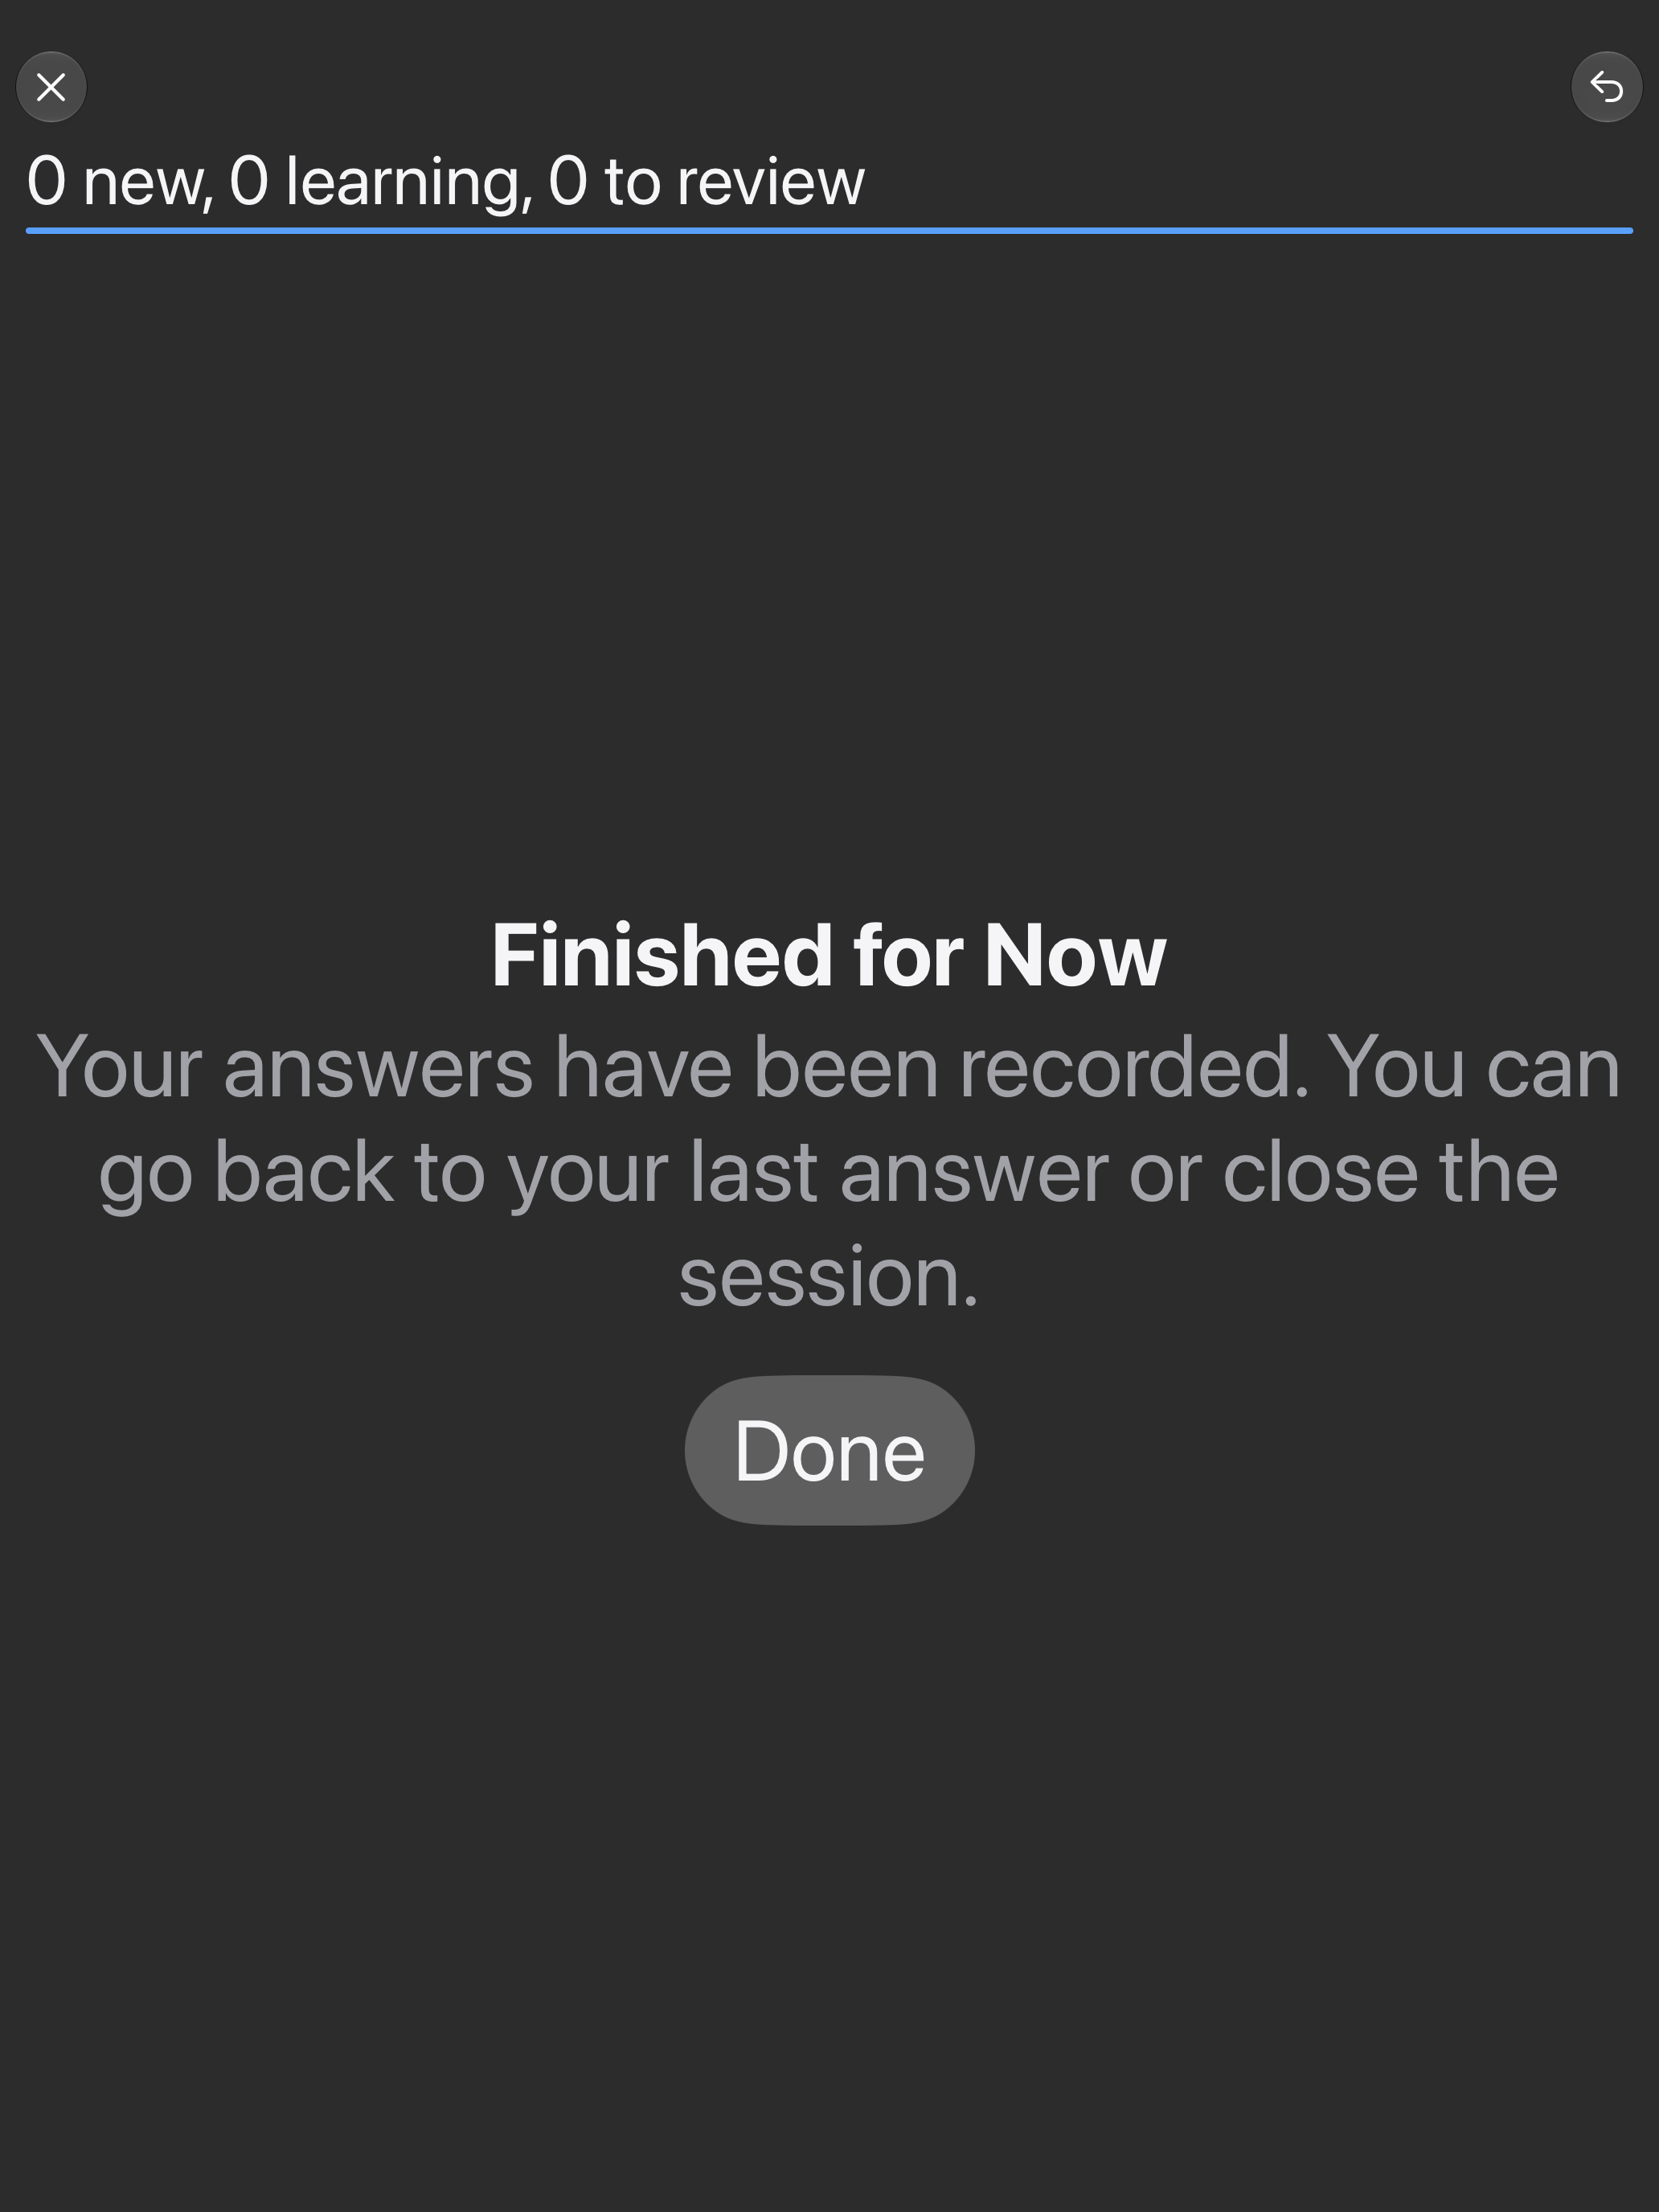 0 new, 0 learning, 0 to review
Finished for Now
Your answers have been recorded. You can
go back to your last answer or close the
session.
Done